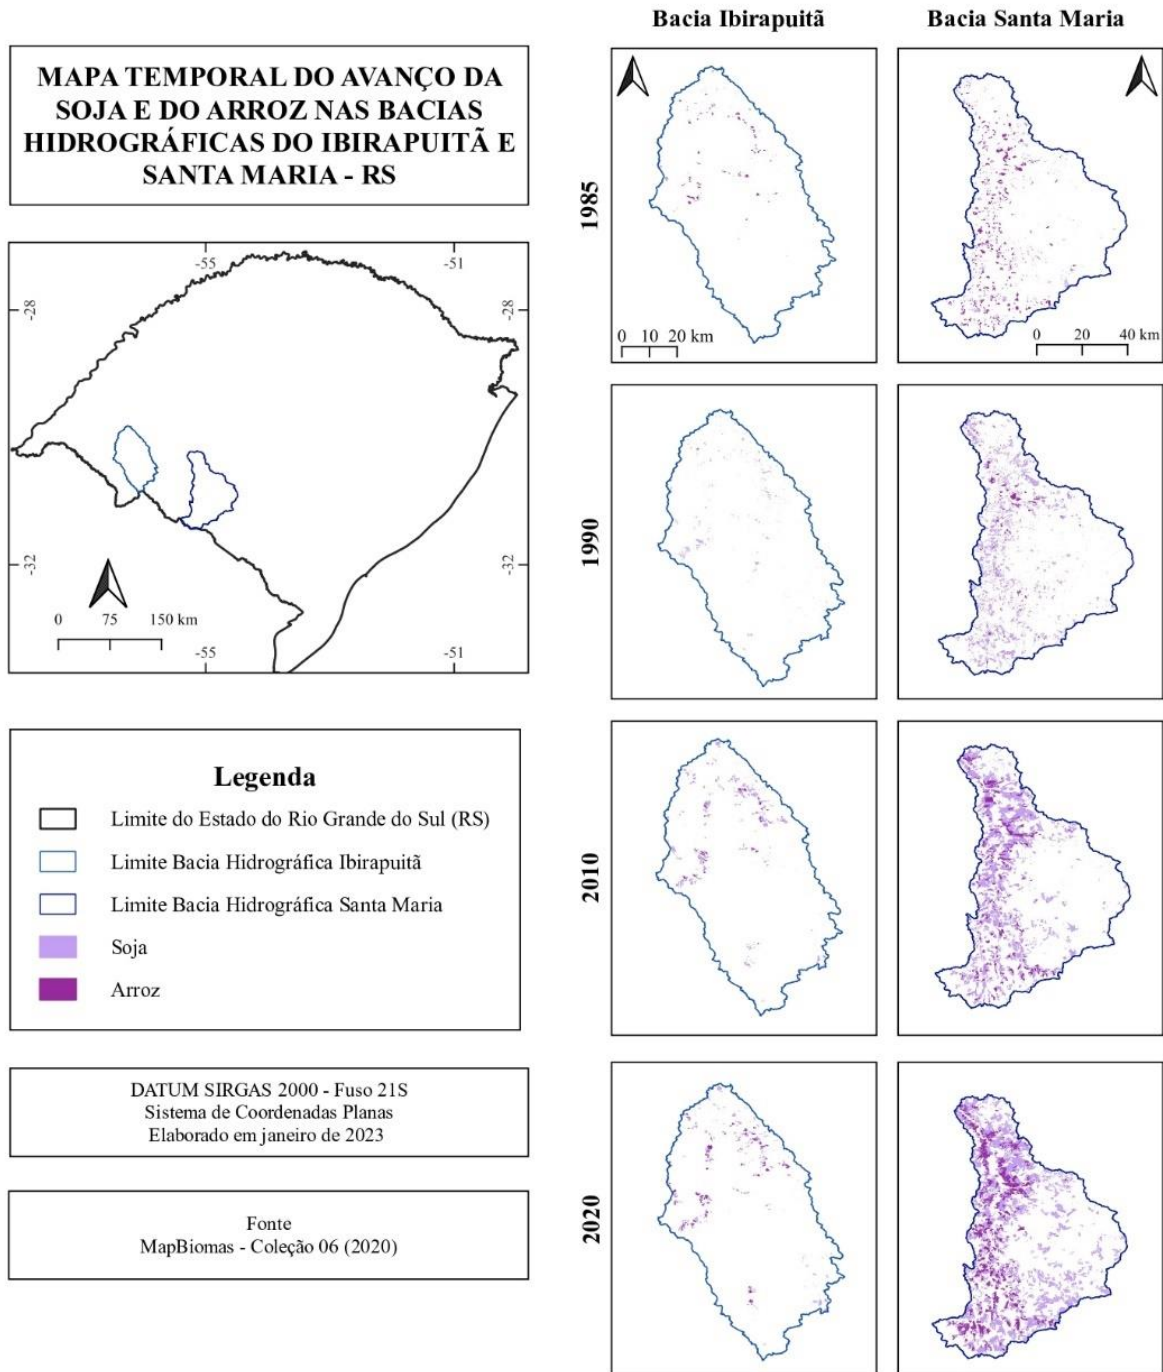 MAPA TEMPORAL DO AVANÇO DA
SOJA E DO ARROZ NAS BACIAS
HIDROGRÁFICAS DO IBIRAPUITÃ E
SANTA MARIA - RS
-55
-51
-28
-28
-32
-32
0 75 150 km
-55
-51
Legenda
Limite do Estado do Rio Grande do Sul (RS)
Limite Bacia Hidrográfica Ibirapuitã
Limite Bacia Hidrográfica Santa Maria
Soja
Arroz
DATUM SIRGAS 2000 - Fuso 21S
Sistema de Coordenadas Planas
Elaborado em janeiro de 2023
Fonte
MapBiomas - Coleção 06 (2020)
Bacia Ibirapuitã
Bacia Santa Maria
1985
0 10 20 km
0 20 40 km
1990
2010
2020